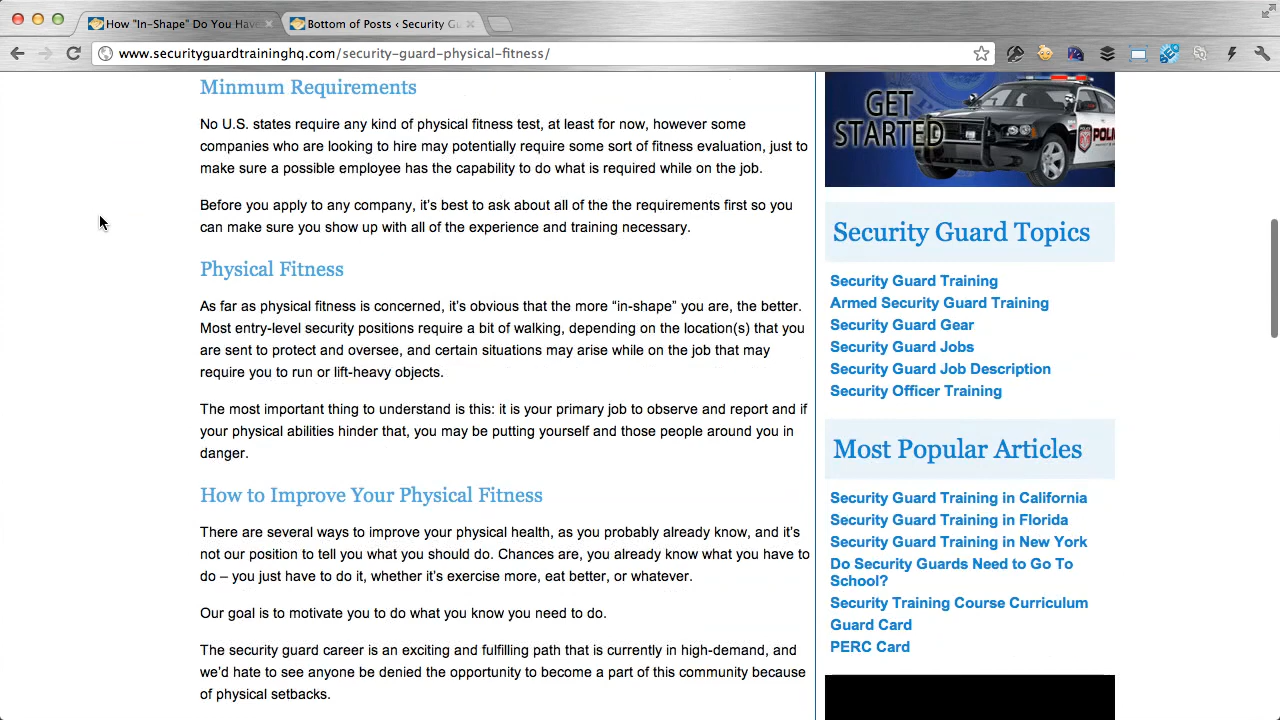 How "In-Shape" Do You Have
Bottom of Posts ‹ Security Gu
www.securityguardtraininghq.com/security-guard-physical-fitness/
Minmum Requirements
No U.S. states require any kind of physical fitness test, at least for now, however some
companies who are looking to hire may potentially require some sort of fitness evaluation, just to
make sure a possible employee has the capability to do what is required while on the job.
Before you apply to any company, it's best to ask about all of the the requirements first so you
can make sure you show up with all of the experience and training necessary.
Physical Fitness
As far as physical fitness is concerned, it's obvious that the more “in-shape” you are, the better.
Most entry-level security positions require a bit of walking, depending on the location(s) that you
are sent to protect and oversee, and certain situations may arise while on the job that may
require you to run or lift-heavy objects.
The most important thing to understand is this: it is your primary job to observe and report and if
your physical abilities hinder that, you may be putting yourself and those people around you in
danger.
How to Improve Your Physical Fitness
There are several ways to improve your physical health, as you probably already know, and it's
not our position to tell you what you should do. Chances are, you already know what you have to
do – you just have to do it, whether it's exercise more, eat better, or whatever.
Our goal is to motivate you to do what you know you need to do.
The security guard career is an exciting and fulfilling path that is currently in high-demand, and
we'd hate to see anyone be denied the opportunity to become a part of this community because
of physical setbacks.
GET
STARTED
Security Guard Topics
Security Guard Training
Armed Security Guard Training
Security Guard Gear
Security Guard Jobs
Security Guard Job Description
Security Officer Training
Most Popular Articles
Security Guard Training in California
Security Guard Training in Florida
Security Guard Training in New York
Do Security Guards Need to Go To
School?
Security Training Course Curriculum
Guard Card
PERC Card